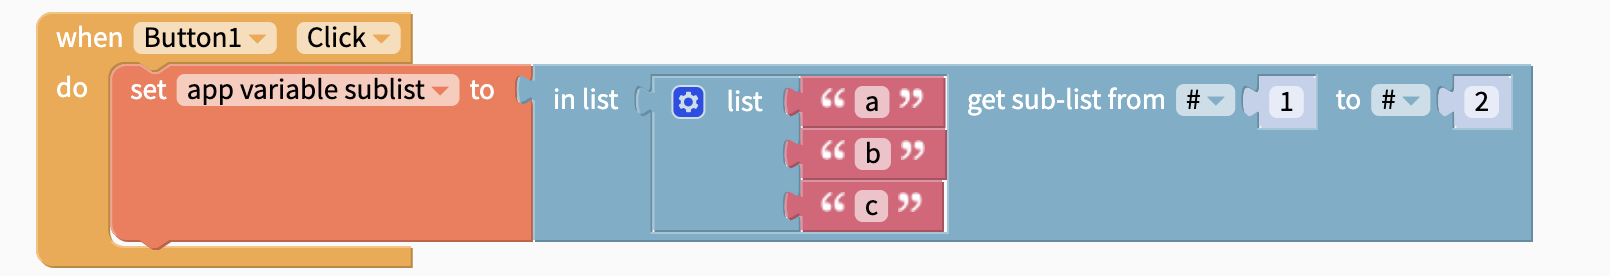 when Button1 Click
do set app variable sublist to in list list “ a ” get sub-list from # 1 to # 2
“ b ”
“ c ”